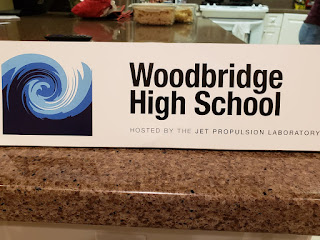 Woodbridge
High School
HOSTED BY THE JET PROPULSION LABORATORY